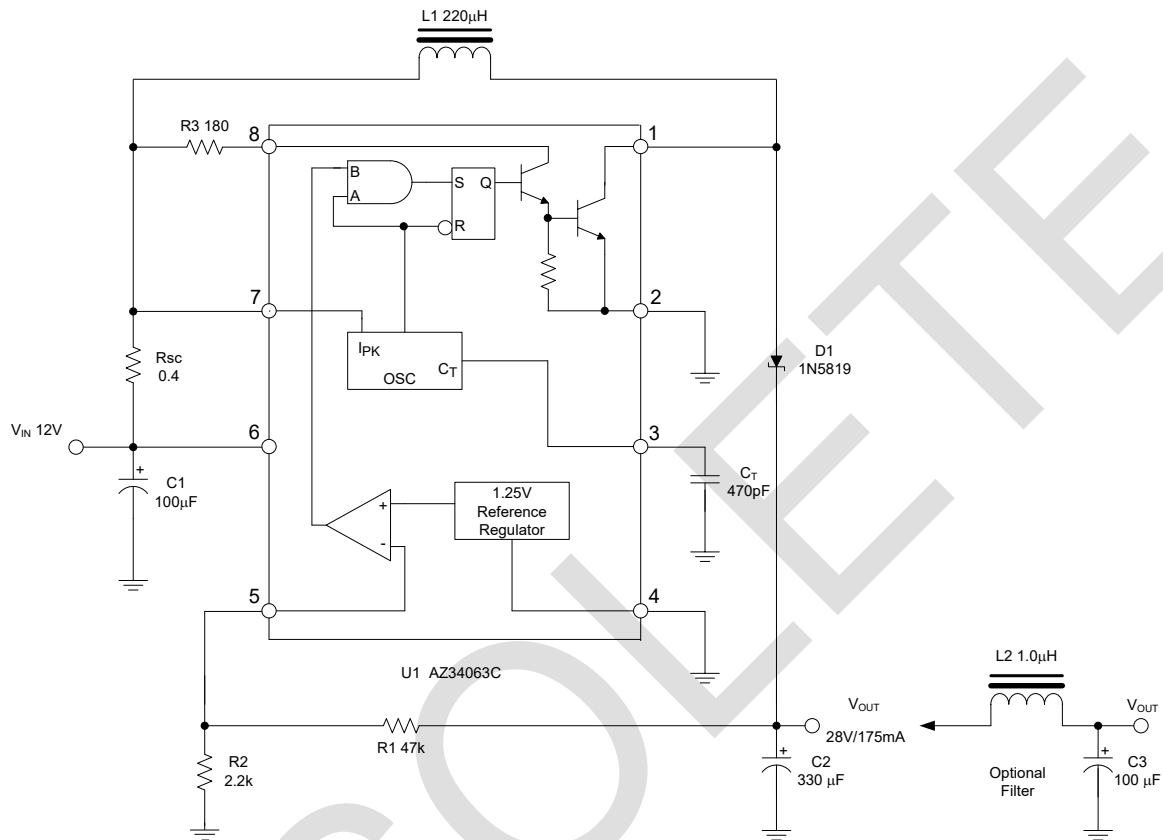 L1 220μH
R3 180
8
1
B
A
S
Q
R
7
2
IPK
OSC
CT
Rsc
0.4
D1
1N5819
VIN 12V
6
3
C1
100μF
+
CT
470pF
1.25V
Reference
Regulator
+
-
5
4
U1 AZ34063C
L2 1.0μH
VOUT
28V/175mA
VOUT
R1 47k
R2
2.2k
+
C2
330 μF
Optional
Filter
+
C3
100 μF
OBSOLETE